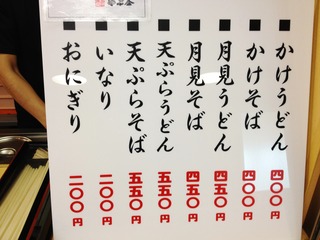 ■かけうどん 四〇〇円
■かけそば 四〇〇円
■月見うどん 四五〇円
■月見そば 四五〇円
■天ぷらうどん 五五〇円
■天ぷらそば 五五〇円
■いなり 二〇〇円
■おにぎり 二〇〇円